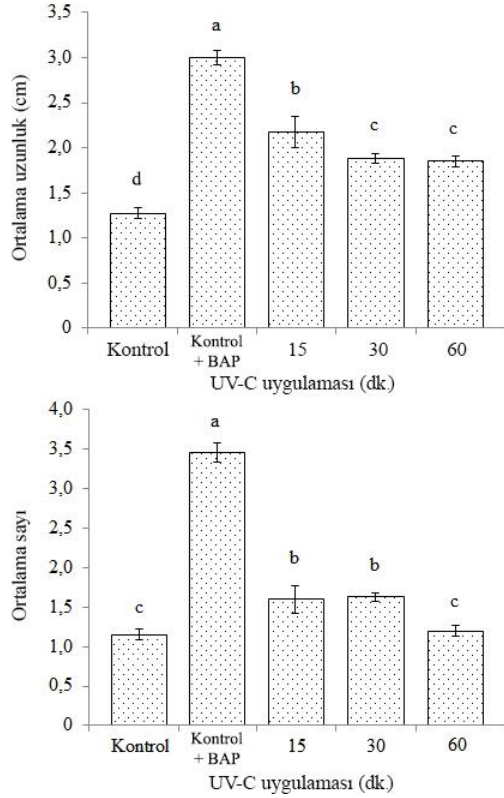 Ortalama uzunluk (cm)
3,5
3,0
2,5
2,0
1,5
1,0
0,5
0
d
a
b
c
c
Kontrol
Kontrol
+ BAP
15
30
60
UV-C uygulaması (dk.)
Ortalama sayı
4,0
3,5
3,0
2,5
2,0
1,5
1,0
0,5
0
c
a
b
b
c
Kontrol
Kontrol
+ BAP
15
30
60
UV-C uygulaması (dk.)